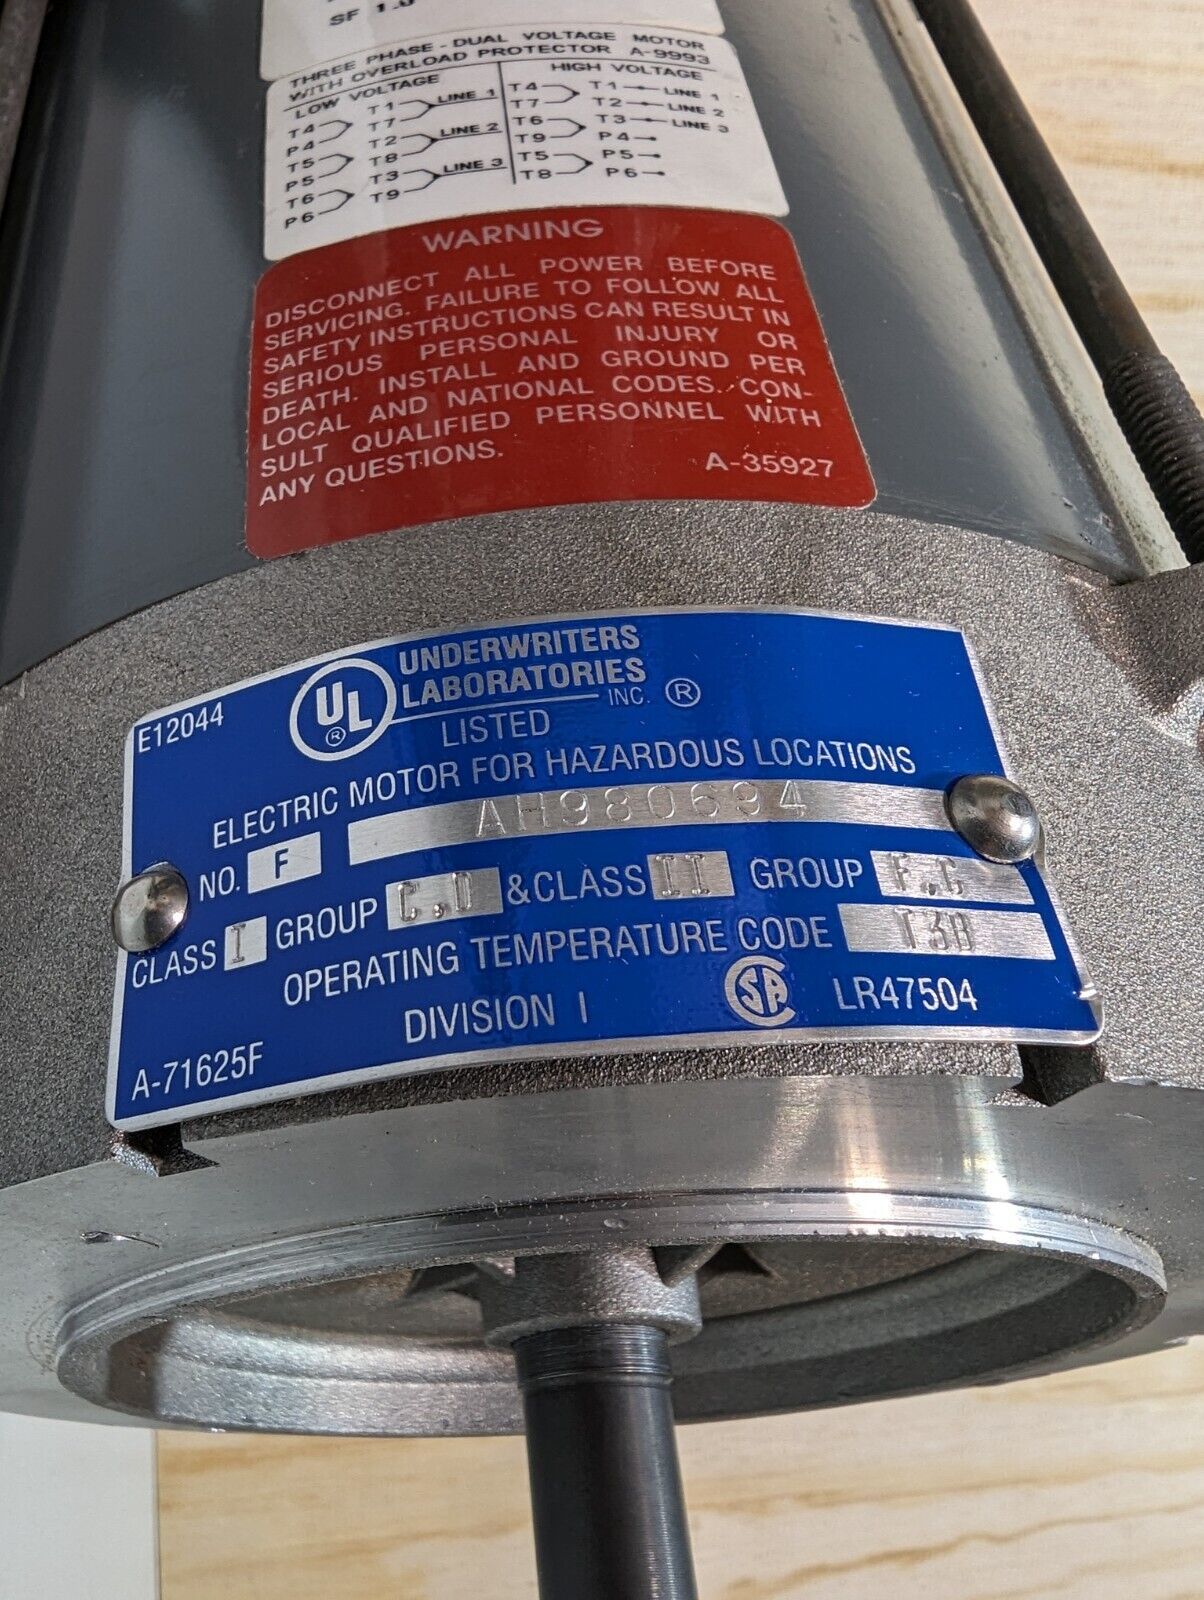 SF 1.0
THREE PHASE - DUAL VOLTAGE MOTOR
WITH OVERLOAD PROTECTOR A-9993
LOW VOLTAGE
T4
P4
T1
T7
LINE 1
T5
P5
T2
T8
LINE 2
T6
P6
T3
T9
LINE 3
HIGH VOLTAGE
T4
T7
T1
LINE 1
T2
LINE 2
T6
T9
T3
LINE 3
P4
T5
T8
P5
P6
WARNING
DISCONNECT ALL POWER BEFORE
SERVICING. FAILURE TO FOLLOW ALL
SAFETY INSTRUCTIONS CAN RESULT IN
SERIOUS PERSONAL INJURY OR
DEATH. INSTALL AND GROUND PER
LOCAL AND NATIONAL CODES. CON-
SULT QUALIFIED PERSONNEL WITH
ANY QUESTIONS.
A-35927
E12044
UL ®
UNDERWRITERS
LABORATORIES
INC. ®
LISTED
ELECTRIC MOTOR FOR HAZARDOUS LOCATIONS
NO. F AH980694
CLASS I GROUP C,D & CLASS II GROUP F,G
OPERATING TEMPERATURE CODE T3B
DIVISION I
CSA LR47504
A-71625F